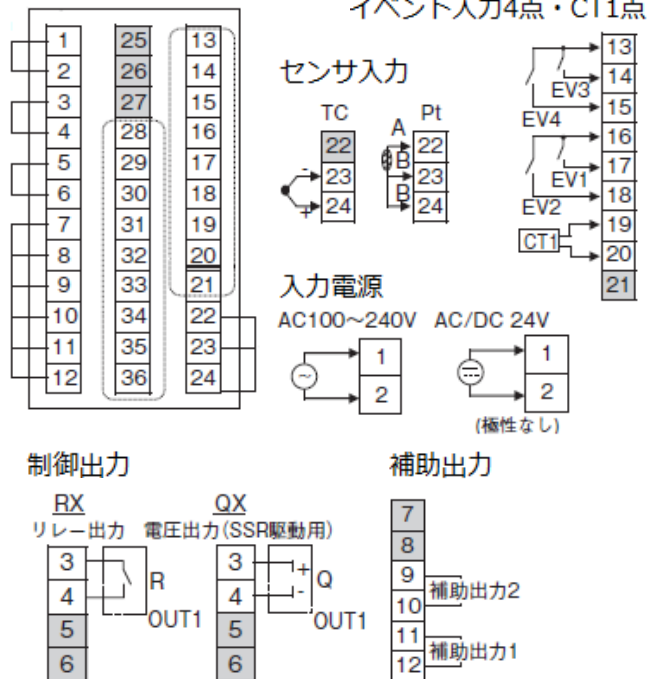 イベント入力4点・CT1点
1 25 13
2 26 14
3 27 15
4 28 16
5 29 17
6 30 18
7 31 19
8 32 20
9 33 21
10 34 22
11 35 23
12 36 24
センサ入力
TC
22
-
23
+
24
Pt
A
22
B
23
B
24
13
14
EV3
15
EV4
16
17
EV1
18
EV2
19
CT1
20
21
入力電源
AC100～240V
1
2
AC/DC 24V
1
2
(極性なし)
制御出力
RX
リレー出力
3
4
R
OUT1
5
6
QX
電圧出力(SSR駆動用)
3
+
Q
4
-
OUT1
5
6
補助出力
7
8
9
補助出力2
10
11
補助出力1
12